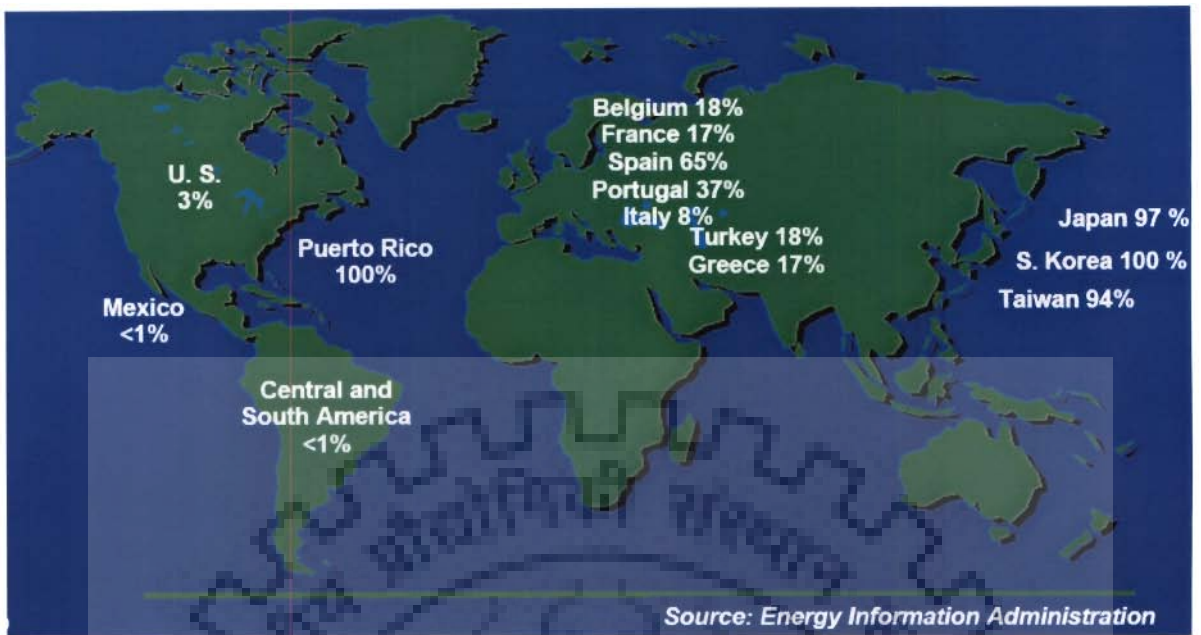 Belgium 18%
France 17%
Spain 65%
Portugal 37%
Italy 8%
Turkey 18%
Greece 17%
U. S.
3%
Puerto Rico
100%
Mexico
<1%
Central and
South America
<1%
Japan 97 %
S. Korea 100 %
Taiwan 94%
Source: Energy Information Administration